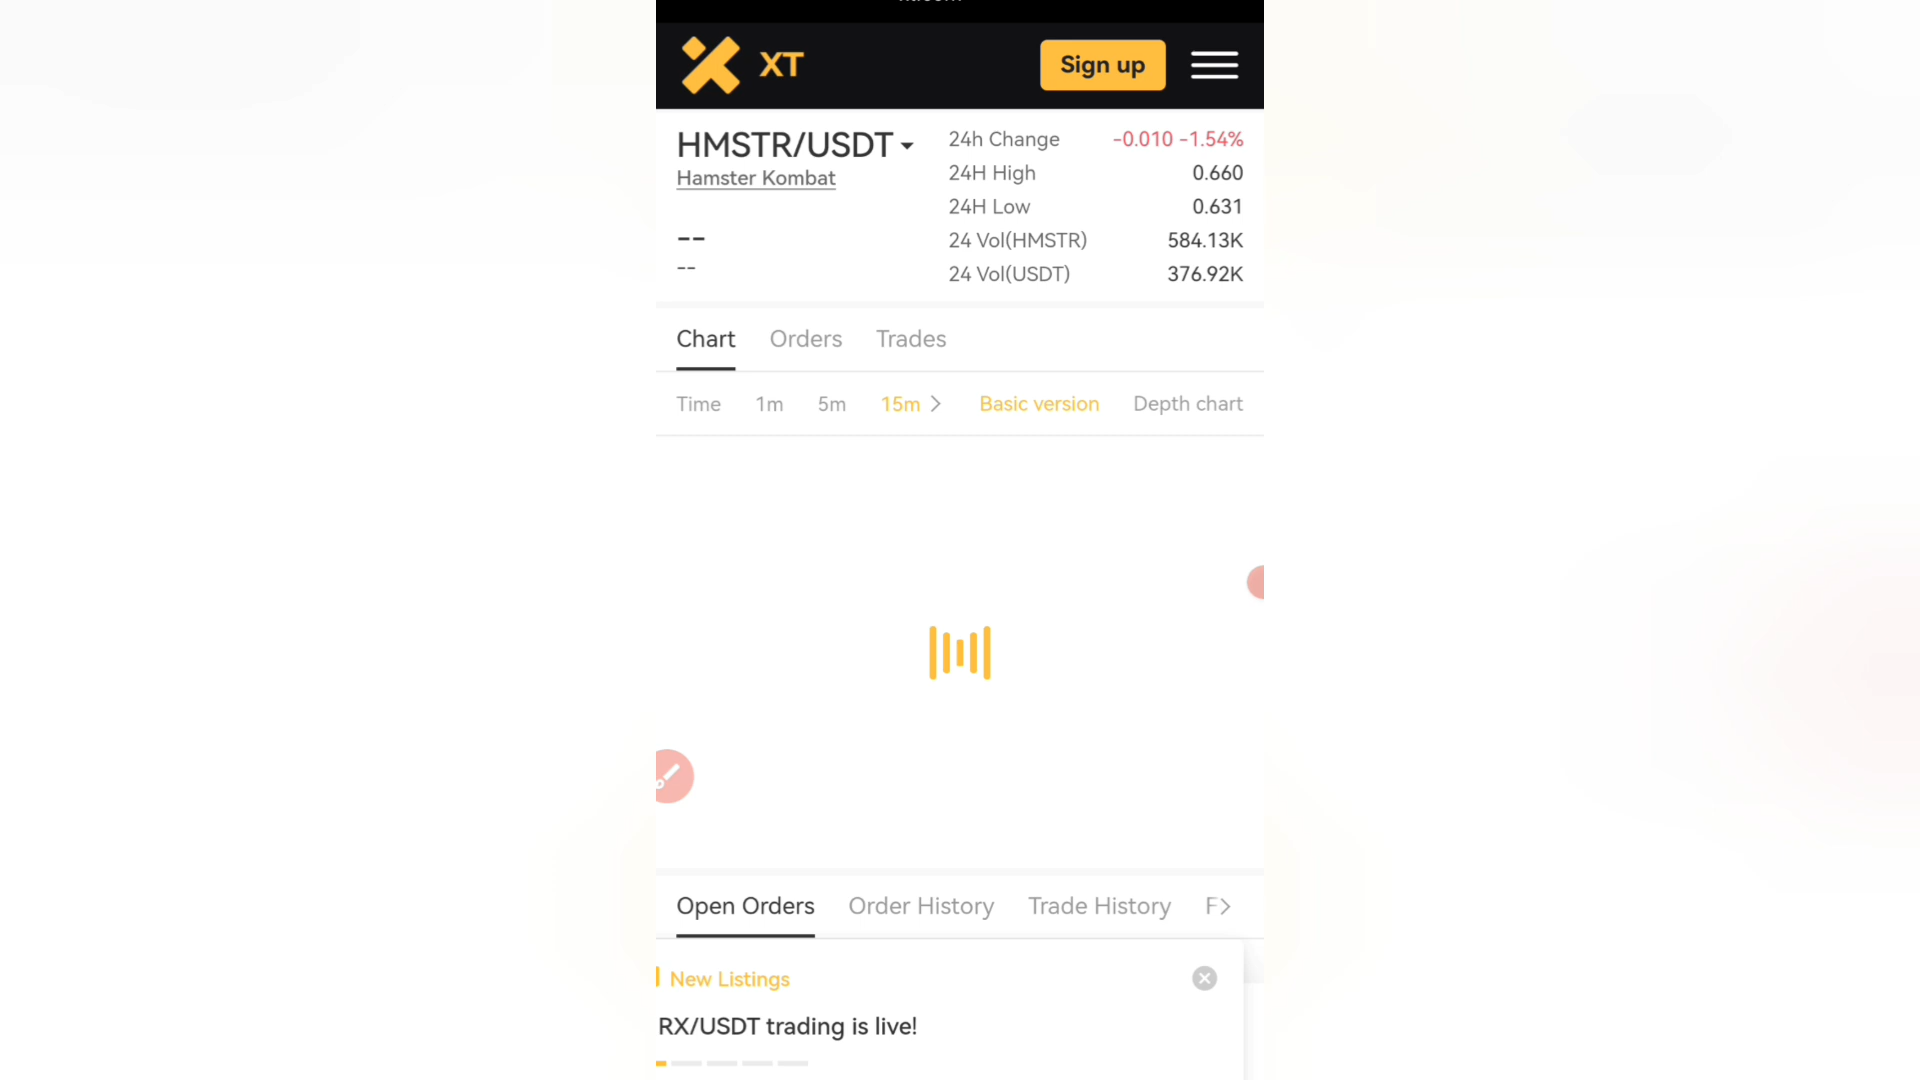 XT
Sign up
HMSTR/USDT
Hamster Kombat
--
--
24h Change -0.010 -1.54%
24H High 0.660
24H Low 0.631
24 Vol(HMSTR) 584.13K
24 Vol(USDT) 376.92K
Chart Orders Trades
Time 1m 5m 15m Basic version Depth chart
Open Orders Order History Trade History F
New Listings
RX/USDT trading is live!